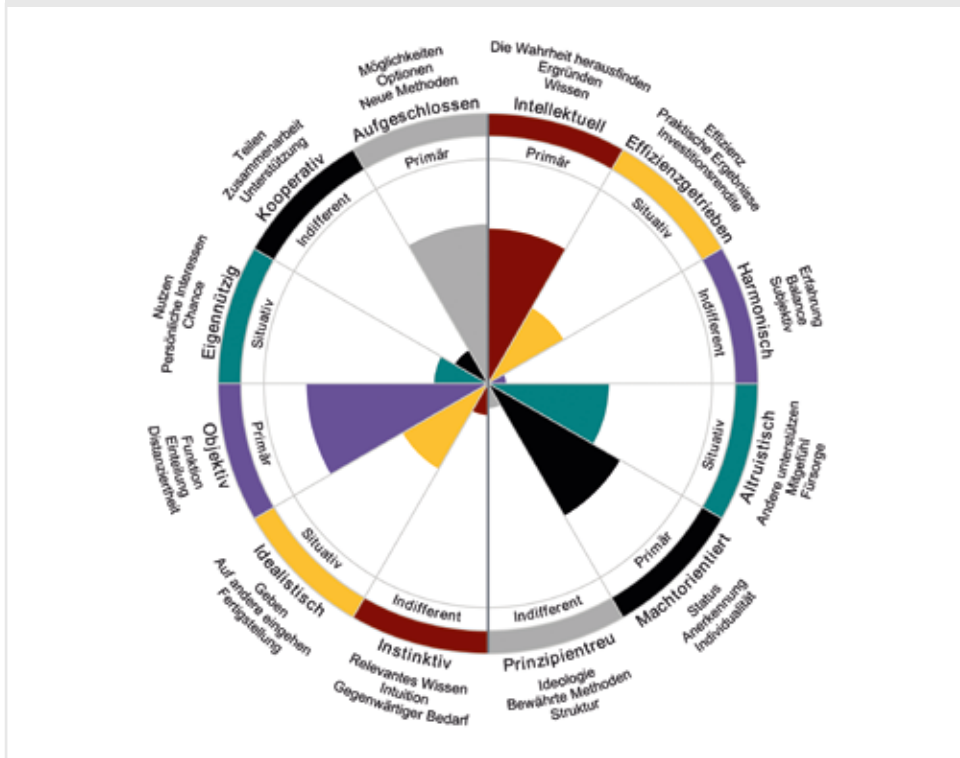 Die Wahrheit herausfinden
Ergründen
Wissen
Intellektuell
Primär
Effizienz
Praktische Ergebnisse
Investitionsrendite
Effizienzgetrieben
Situativ
Erfahrung
Balance
Subjektiv
Harmonisch
Indifferent
Altruistisch
Situativ
Andere unterstützen
Mitgefühl
Fürsorge
Machtorientiert
Primär
Status
Anerkennung
Individualität
Prinzipientreu
Indifferent
Ideologie
Bewährte Methoden
Struktur
Instinktiv
Indifferent
Relevantes Wissen
Intuition
Gegenwärtiger Bedarf
Idealistisch
Situativ
Geben
Auf andere eingehen
Fertigstellung
Objektiv
Primär
Funktion
Einteilung
Distanziertheit
Nutzen
Persönliche Interessen
Chance
Eigennützig
Situativ
Teilen
Zusammenarbeit
Unterstützung
Kooperativ
Indifferent
Möglichkeiten
Optionen
Neue Methoden
Aufgeschlossen
Primär